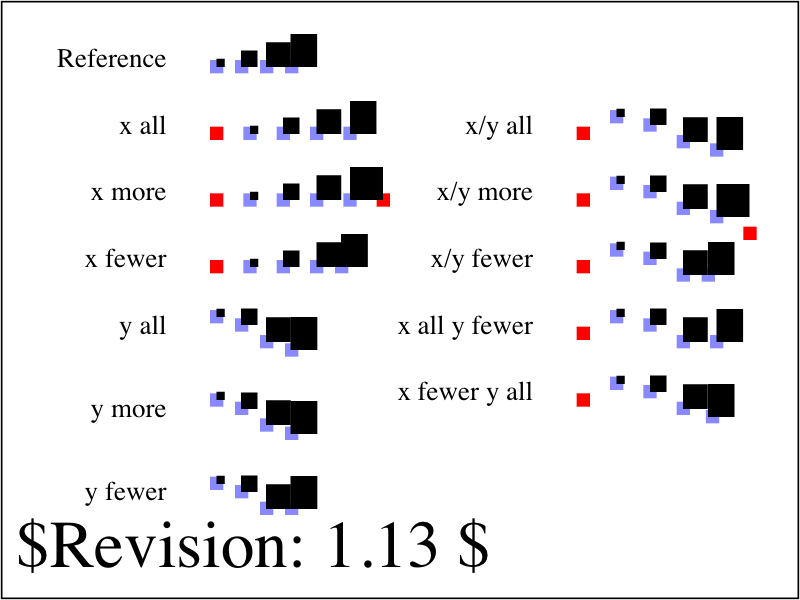 Reference
x all
x/y all
x more
x/y more
x fewer
x/y fewer
y all
x all y fewer
y more
x fewer y all
y fewer
$Revision: 1.13 $